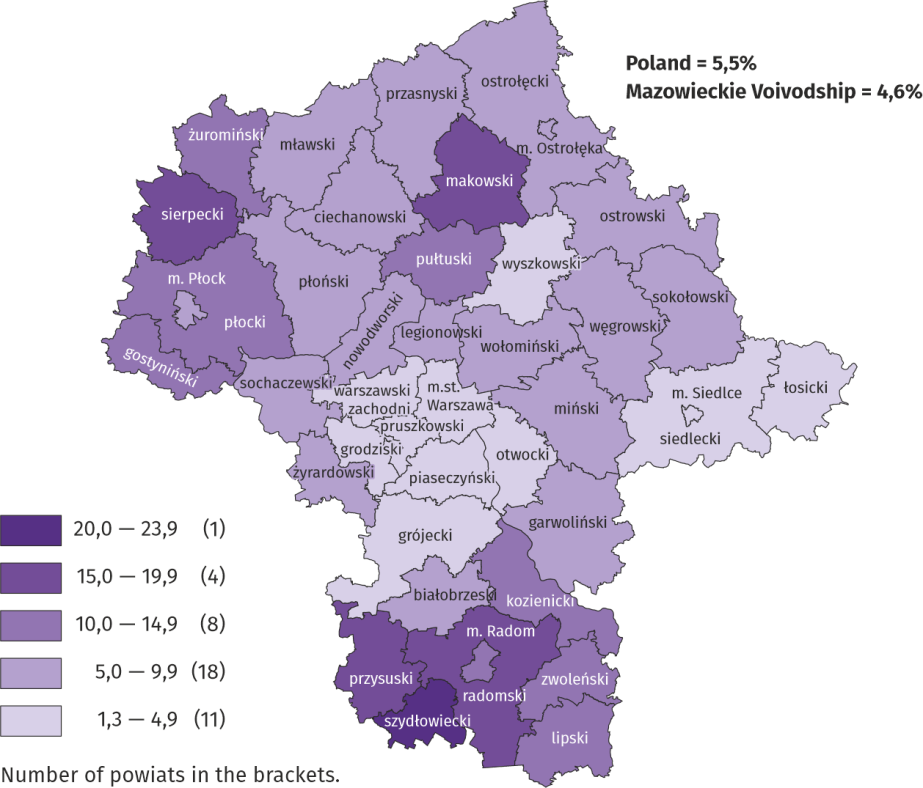 Poland = 5,5%
Mazowieckie Voivodship = 4,6%
ostrołęcki
przasnyski
żuromiński
mławski
m. Ostrołęka
makowski
sierpecki
ciechanowski
ostrowski
pułtuski
wyszkowski
m. Płock
płoński
sokołowski
płocki
nowodworski
legionowski
węgrowski
wołomiński
gostyniński
sochaczewski
warszawski
zachodni
m.st.
Warszawa
m. Siedlce
łosicki
miński
pruszkowski
siedlecki
grodziski
otwocki
żyrardowski
piaseczyński
garwoliński
grójecki
białobrzeski
kozienicki
m. Radom
przysuski
zwoleński
radomski
szydłowiecki
lipski
20,0 — 23,9 (1)
15,0 — 19,9 (4)
10,0 — 14,9 (8)
5,0 — 9,9 (18)
1,3 — 4,9 (11)
Number of powiats in the brackets.